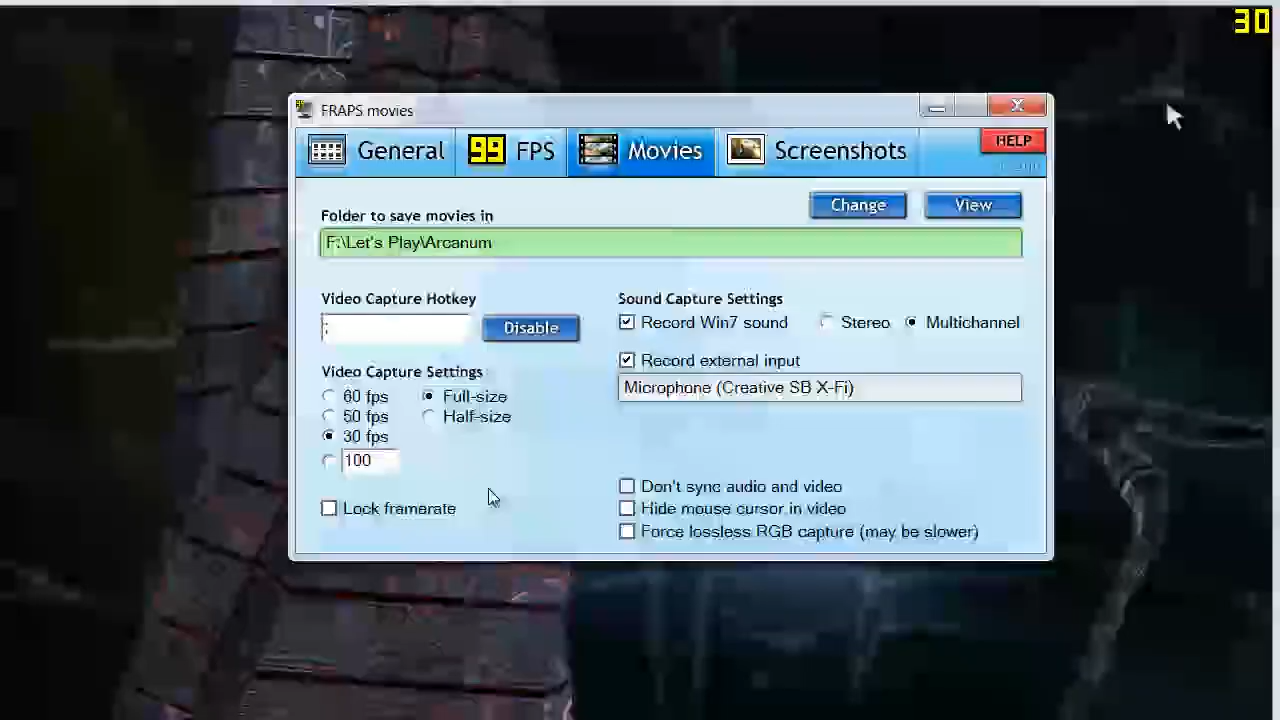 30
FRAPS movies
General
99 FPS
Movies
Screenshots
HELP
Folder to save movies in
Change
View
F:\Let's Play\Arcanum
Video Capture Hotkey
;
Disable
Sound Capture Settings
Record Win7 sound
Stereo
Multichannel
Record external input
Microphone (Creative SB X-Fi)
Video Capture Settings
60 fps
Full-size
50 fps
Half-size
30 fps
100
Lock framerate
Don't sync audio and video
Hide mouse cursor in video
Force lossless RGB capture (may be slower)